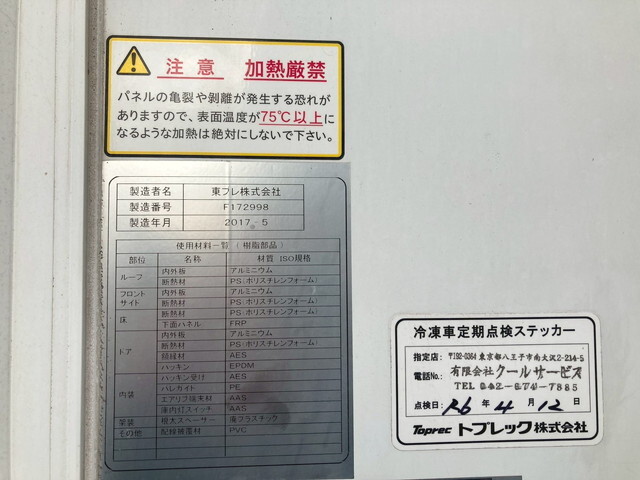 注意 加熱厳禁
パネルの亀裂や剥離が発生する恐れが
ありますので、表面温度が75℃以上に
なるような加熱は絶対にしないで下さい。
製造者名 東プレ株式会社
製造番号 F172998
製造年月 2017-5
使用材料一覧 (樹脂部品)
部位 名称 材質 ISO規格
ルーフ 内外板 アルミニウム
断熱材 PS(ポリスチレンフォーム)
フロント サイド 内外板 アルミニウム
断熱材 PS(ポリスチレンフォーム)
床 断熱材 PS(ポリスチレンフォーム)
下面パネル FRP
ドア 内外板 アルミニウム
断熱材 PS(ポリスチレンフォーム)
AES
パッキン EPDM
内装 パッキン受け AES
パレガイド PE
エアリブ端末材 AAS
庫内灯スイッチ AAS
架装 根太スペーサー 廃プラスチック
その他 配線被覆材 PVC
冷凍車定期点検ステッカー
指定店: 〒192-0364 東京都八王子市南大沢2-214-5
有限会社クールサービス
電話No.: TEL 042-670-7885
点検日: R6年 4月 12日
Toprec トプレック株式会社